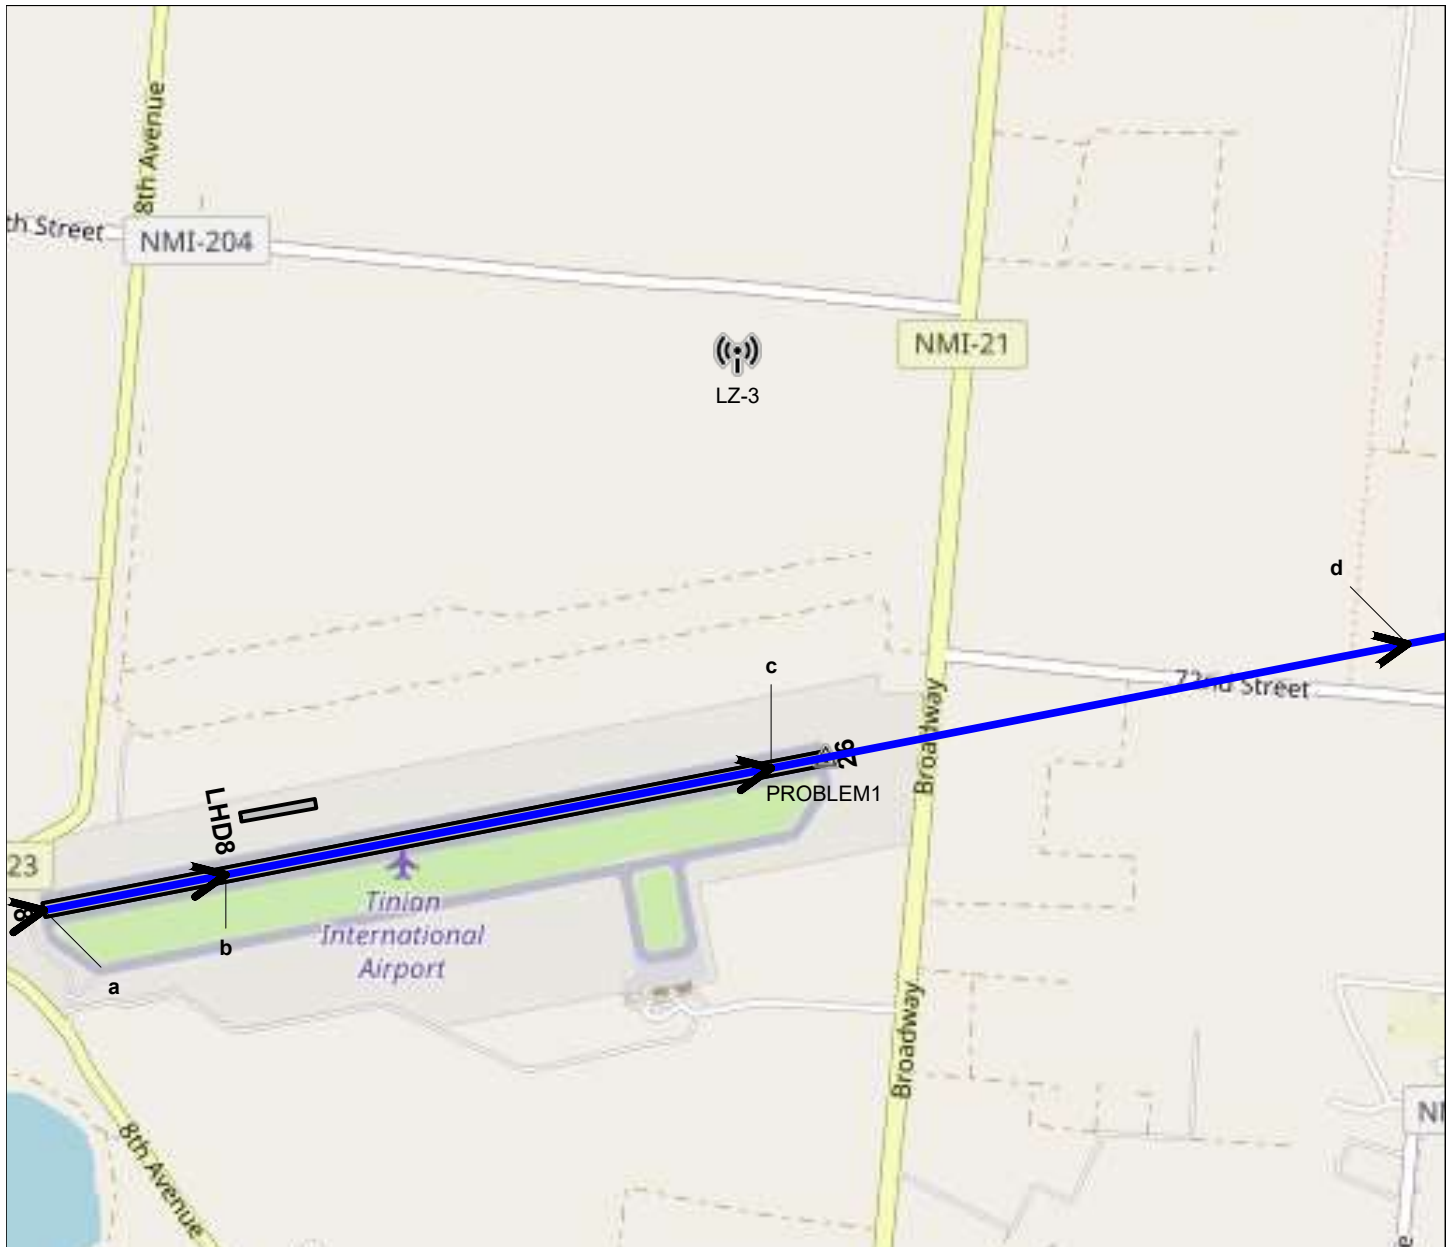 8th Avenue
th Street
NMI-204
NMI-21
LZ-3
d
72nd Street
c
Broadway
26
PROBLEM1
LHD8
23
8
Tinian
International
Airport
b
a
Broadway
8th Avenue